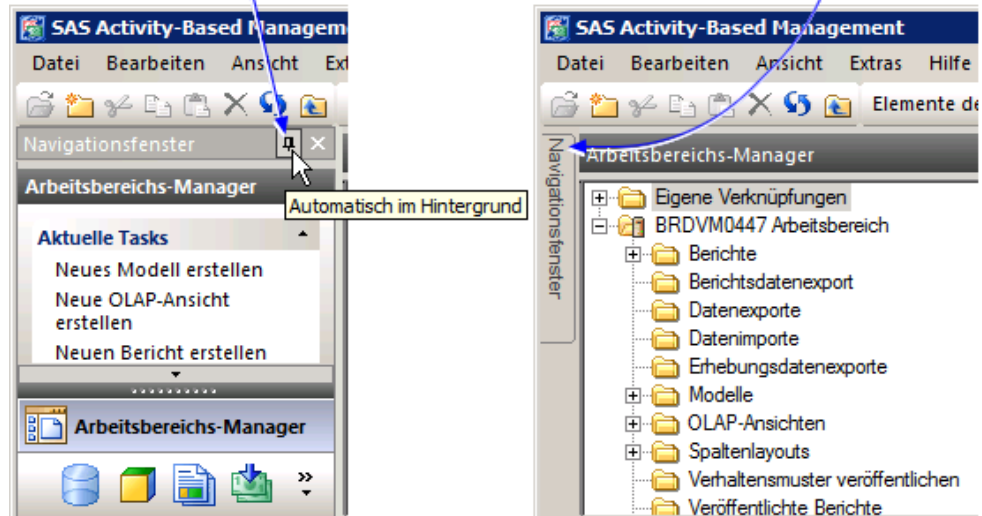 SAS Activity-Based Managem
Datei Bearbeiten Ansicht Ext
Navigationsfenster
Arbeitsbereichs-Manager
Automatisch im Hintergrund
Aktuelle Tasks
Neues Modell erstellen
Neue OLAP-Ansicht
erstellen
Neuen Bericht erstellen
Arbeitsbereichs-Manager
SAS Activity-Based Management
Datei Bearbeiten Ansicht Extras Hilfe
Elemente de
Navigationsfenster
Arbeitsbereichs-Manager
Eigene Verknüpfungen
BRDVM0447 Arbeitsbereich
Berichte
Berichtsdatenexport
Datenexporte
Datenimporte
Erhebungsdatenexporte
Modelle
OLAP-Ansichten
Spaltenlayouts
Verhaltensmuster veröffentlichen
Veröffentlichte Berichte